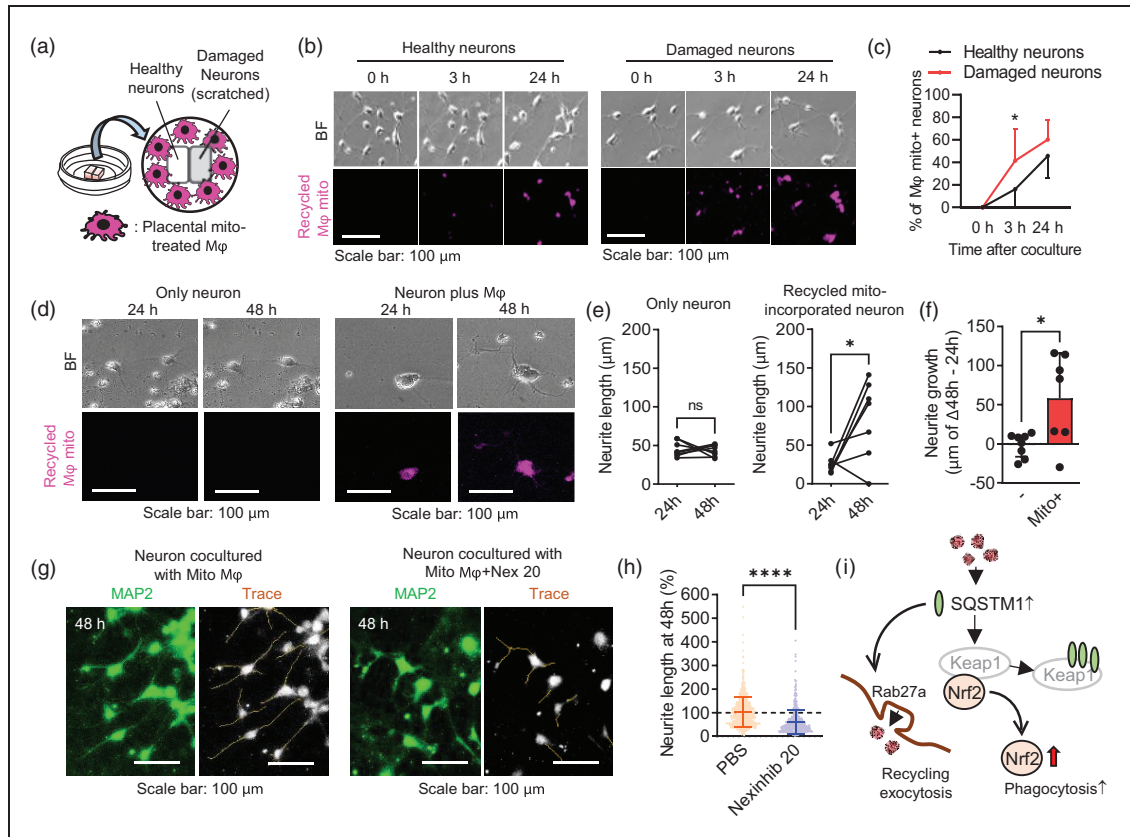 (a)
Healthy
neurons
Damaged
Neurons
(scratched)
: Placental mito-
treated Mφ
(b)
Healthy neurons
Damaged neurons
0 h 3 h 24 h
0 h 3 h 24 h
BF
Recycled
Mφ mito
Scale bar: 100 µm
Scale bar: 100 µm
(c)
Healthy neurons
Damaged neurons
% of Mφ mito+ neurons
100
80
60
40
20
0
*
0 h 3 h 24 h
Time after coculture
(d)
Only neuron
Neuron plus Mφ
24 h 48 h
24 h 48 h
BF
Recycled
Mφ mito
Scale bar: 100 µm
Scale bar: 100 µm
(e)
Only neuron
Neurite length (µm)
200
150
100
50
0
ns
24h 48h
Recycled mito-
incorporated neuron
Neurite length (µm)
200
150
100
50
0
*
24h 48h
(f)
Neurite growth
(µm of Δ48h - 24h)
150
100
50
0
-50
*
- Mito+
(g)
Neuron cocultured
with Mito Mφ
MAP2 Trace
48 h
Scale bar: 100 µm
Neuron cocultured with
Mito Mφ+Nex 20
MAP2 Trace
48 h
Scale bar: 100 µm
(h)
Neurite length at 48h (%)
600
500
400
300
200
100
0
****
PBS Nexinhib 20
(i)
SQSTM1↑
Keap1
Keap1
Nrf2
Rab27a
Recycling
exocytosis
Nrf2
Phagocytosis↑